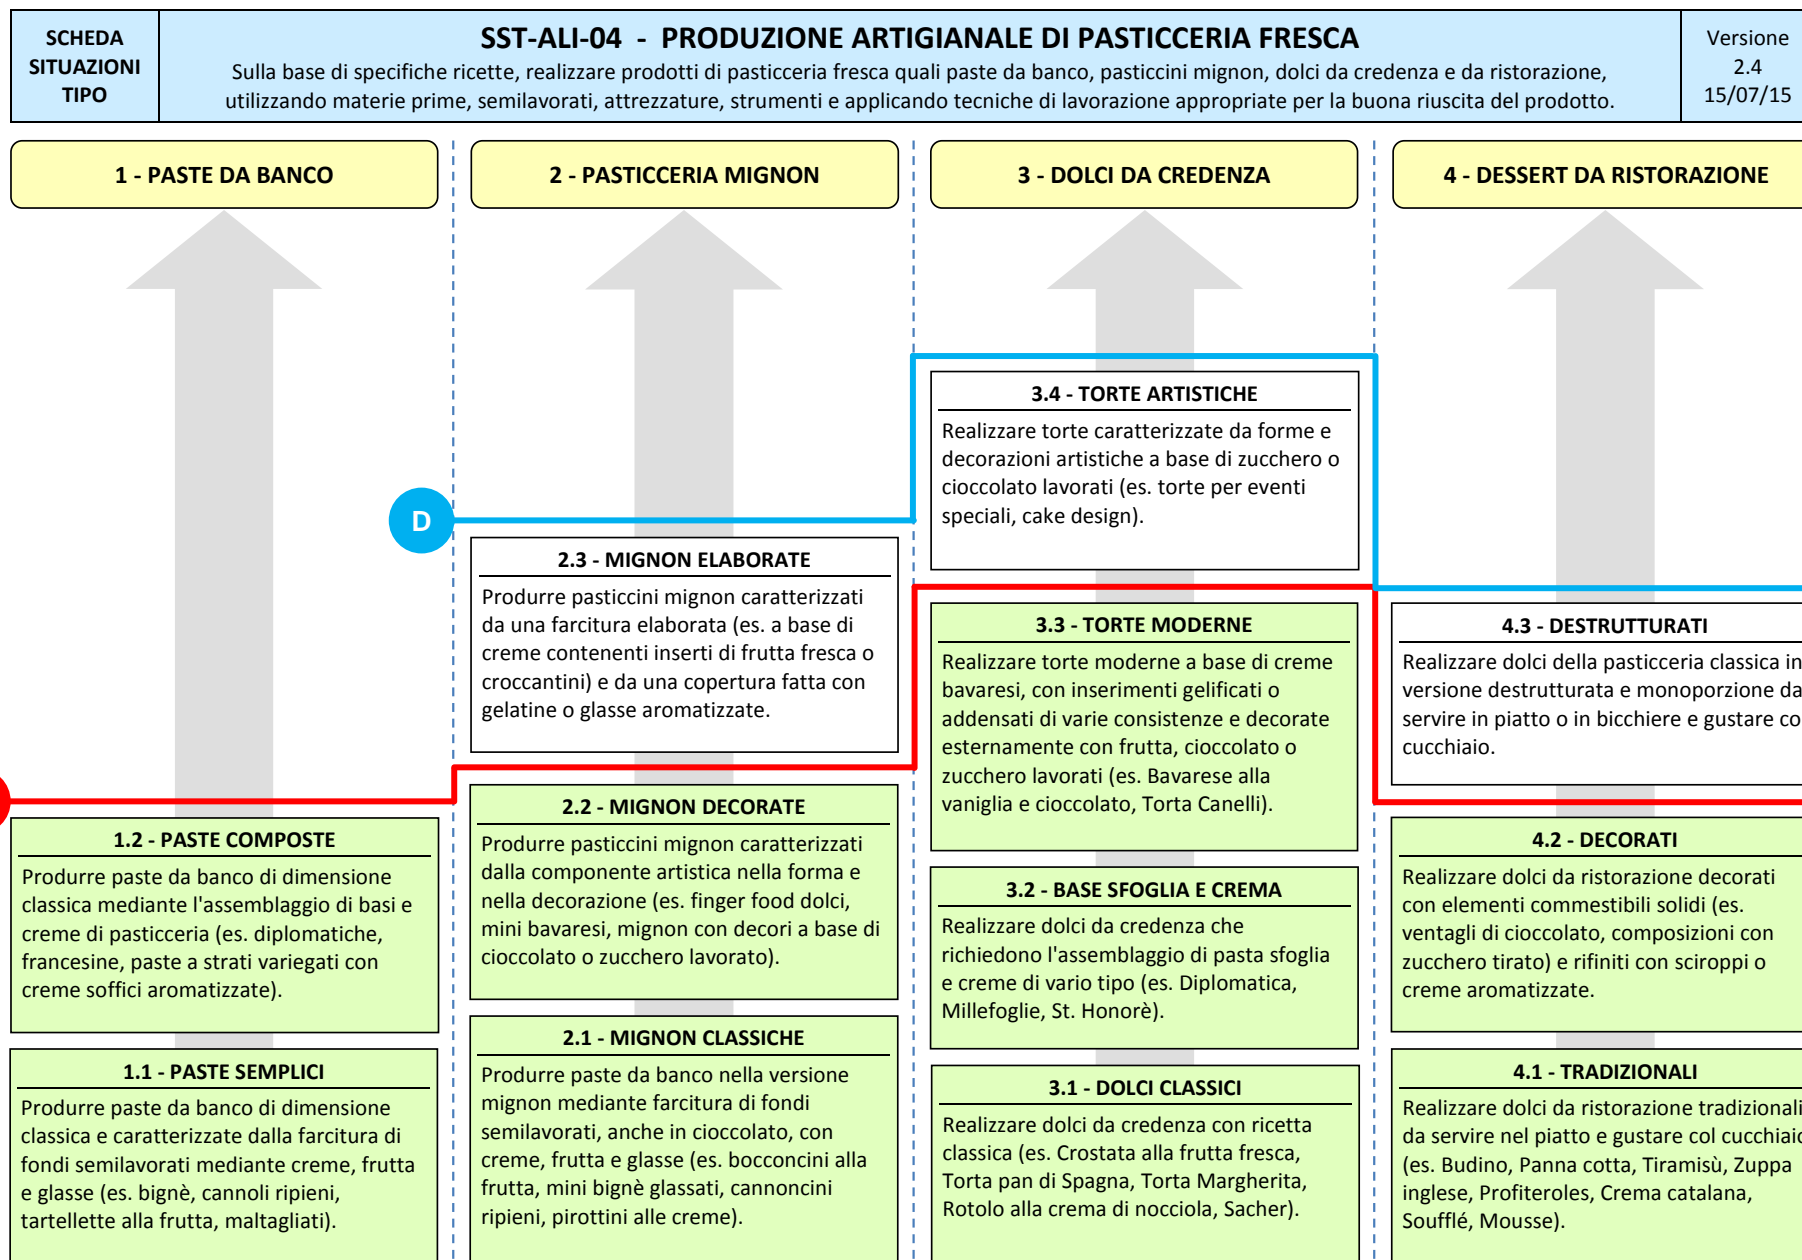 SCHEDA
SITUAZIONI
TIPO
SST-ALI-04 - PRODUZIONE ARTIGIANALE DI PASTICCERIA FRESCA
Sulla base di specifiche ricette, realizzare prodotti di pasticceria fresca quali paste da banco, pasticcini mignon, dolci da credenza e da ristorazione,
utilizzando materie prime, semilavorati, attrezzature, strumenti e applicando tecniche di lavorazione appropriate per la buona riuscita del prodotto.
Versione
2.4
15/07/15
1 - PASTE DA BANCO
2 - PASTICCERIA MIGNON
3 - DOLCI DA CREDENZA
4 - DESSERT DA RISTORAZIONE
D
1.2 - PASTE COMPOSTE
Produrre paste da banco di dimensione
classica mediante l'assemblaggio di basi e
creme di pasticceria (es. diplomatiche,
francesine, paste a strati variegati con
creme soffici aromatizzate).
1.1 - PASTE SEMPLICI
Produrre paste da banco di dimensione
classica e caratterizzate dalla farcitura di
fondi semilavorati mediante creme, frutta
e glasse (es. bignè, cannoli ripieni,
tartellette alla frutta, maltagliati).
2.3 - MIGNON ELABORATE
Produrre pasticcini mignon caratterizzati
da una farcitura elaborata (es. a base di
creme contenenti inserti di frutta fresca o
croccantini) e da una copertura fatta con
gelatine o glasse aromatizzate.
2.2 - MIGNON DECORATE
Produrre pasticcini mignon caratterizzati
dalla componente artistica nella forma e
nella decorazione (es. finger food dolci,
mini bavaresi, mignon con decori a base di
cioccolato o zucchero lavorato).
2.1 - MIGNON CLASSICHE
Produrre paste da banco nella versione
mignon mediante farcitura di fondi
semilavorati, anche in cioccolato, con
creme, frutta e glasse (es. bocconcini alla
frutta, mini bignè glassati, cannoncini
ripieni, pirottini alle creme).
3.4 - TORTE ARTISTICHE
Realizzare torte caratterizzate da forme e
decorazioni artistiche a base di zucchero o
cioccolato lavorati (es. torte per eventi
speciali, cake design).
3.3 - TORTE MODERNE
Realizzare torte moderne a base di creme
bavaresi, con inserimenti gelificati o
addensati di varie consistenze e decorate
esternamente con frutta, cioccolato o
zucchero lavorati (es. Bavarese alla
vaniglia e cioccolato, Torta Canelli).
3.2 - BASE SFOGLIA E CREMA
Realizzare dolci da credenza che
richiedono l'assemblaggio di pasta sfoglia
e creme di vario tipo (es. Diplomatica,
Millefoglie, St. Honorè).
3.1 - DOLCI CLASSICI
Realizzare dolci da credenza con ricetta
classica (es. Crostata alla frutta fresca,
Torta pan di Spagna, Torta Margherita,
Rotolo alla crema di nocciola, Sacher).
4.3 - DESTRUTTURATI
Realizzare dolci della pasticceria classica in
versione destrutturata e monoporzione da
servire in piatto o in bicchiere e gustare co
cucchiaio.
4.2 - DECORATI
Realizzare dolci da ristorazione decorati
con elementi commestibili solidi (es.
ventagli di cioccolato, composizioni con
zucchero tirato) e rifiniti con sciroppi o
creme aromatizzate.
4.1 - TRADIZIONALI
Realizzare dolci da ristorazione tradizionali
da servire nel piatto e gustare col cucchiaio
(es. Budino, Panna cotta, Tiramisù, Zuppa
inglese, Profiteroles, Crema catalana,
Soufflé, Mousse).